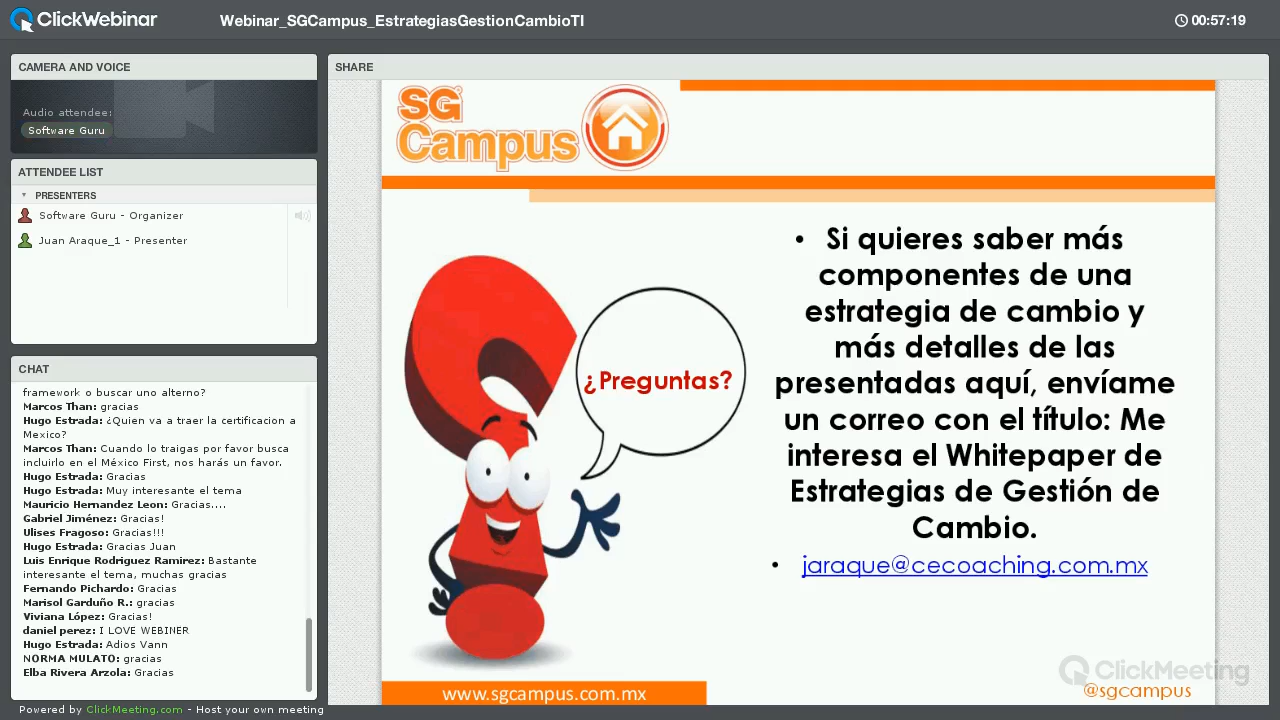 ClickWebinar
Webinar_SGCampus_EstrategiasGestionCambioTI
00:57:19
CAMERA AND VOICE
Audio attendee:
Software Guru
ATTENDEE LIST
PRESENTERS
Software Guru - Organizer
Juan Araque_1 - Presenter
CHAT
framework o buscar uno alterno?
Marcos Than: gracias
Hugo Estrada: ¿Quien va a traer la certificacion a
Mexico?
Marcos Than: Cuando lo traigas por favor busca
incluirlo en el México First, nos harás un favor.
Hugo Estrada: Gracias
Hugo Estrada: Muy interesante el tema
Mauricio Hernandez Leon: Gracias....
Gabriel Jiménez: Gracias!
Ulises Fragoso: Gracias!!!
Hugo Estrada: Gracias Juan
Luis Enrique Rodriguez Ramirez: Bastante
interesante el tema, muchas gracias
Fernando Pichardo: Gracias
Marisol Garduño R.: gracias
Viviana López: Gracias!
daniel perez: I LOVE WEBINER
Hugo Estrada: Adios Vann
NORMA MULATO: gracias
Elba Rivera Arzola: Gracias
Powered by ClickMeeting.com - Host your own meeting
SHARE
SG
Campus
¿Preguntas?
• Si quieres saber más
componentes de una
estrategia de cambio y
más detalles de las
presentadas aquí, envíame
un correo con el título: Me
interesa el Whitepaper de
Estrategias de Gestión de
Cambio.
• jaraque@cecoaching.com.mx
www.sgcampus.com.mx
ClickMeeting
@sgcampus